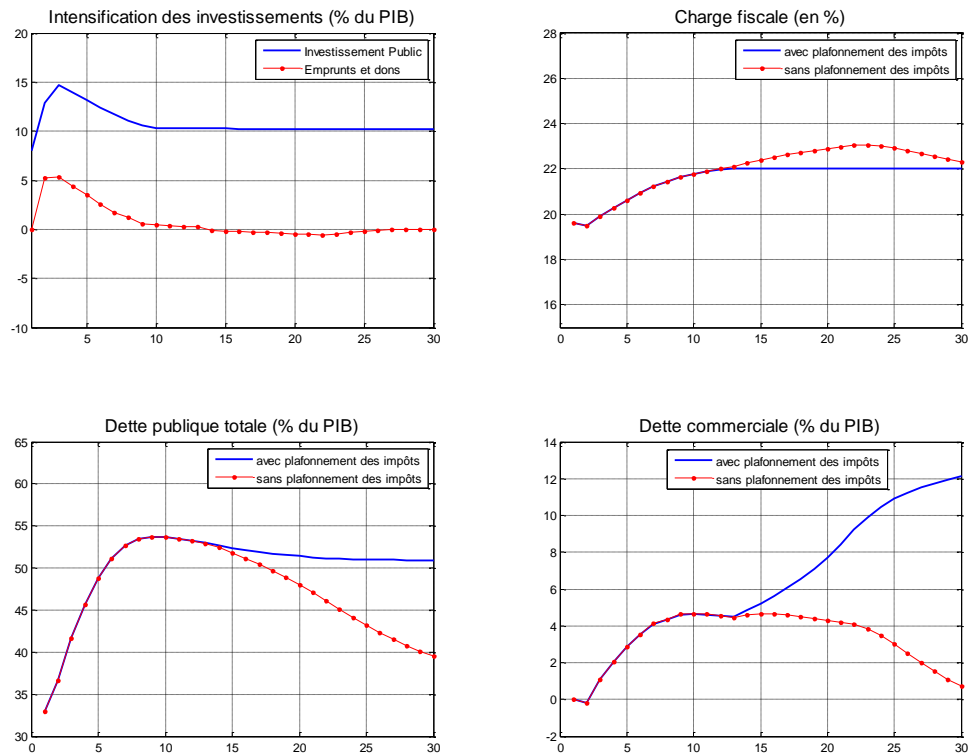 Intensification des investissements (% du PIB)
20
15
10
5
0
-5
-10
5 10 15 20 25 30
Investissement Public
Emprunts et dons
Charge fiscale (en %)
28
26
24
22
20
18
16
0 5 10 15 20 25 30
avec plafonnement des impôts
sans plafonnement des impôts
Dette publique totale (% du PIB)
65
60
55
50
45
40
35
30
0 5 10 15 20 25 30
avec plafonnement des impôts
sans plafonnement des impôts
Dette commerciale (% du PIB)
14
12
10
8
6
4
2
0
-2
0 5 10 15 20 25 30
avec plafonnement des impôts
sans plafonnement des impôts